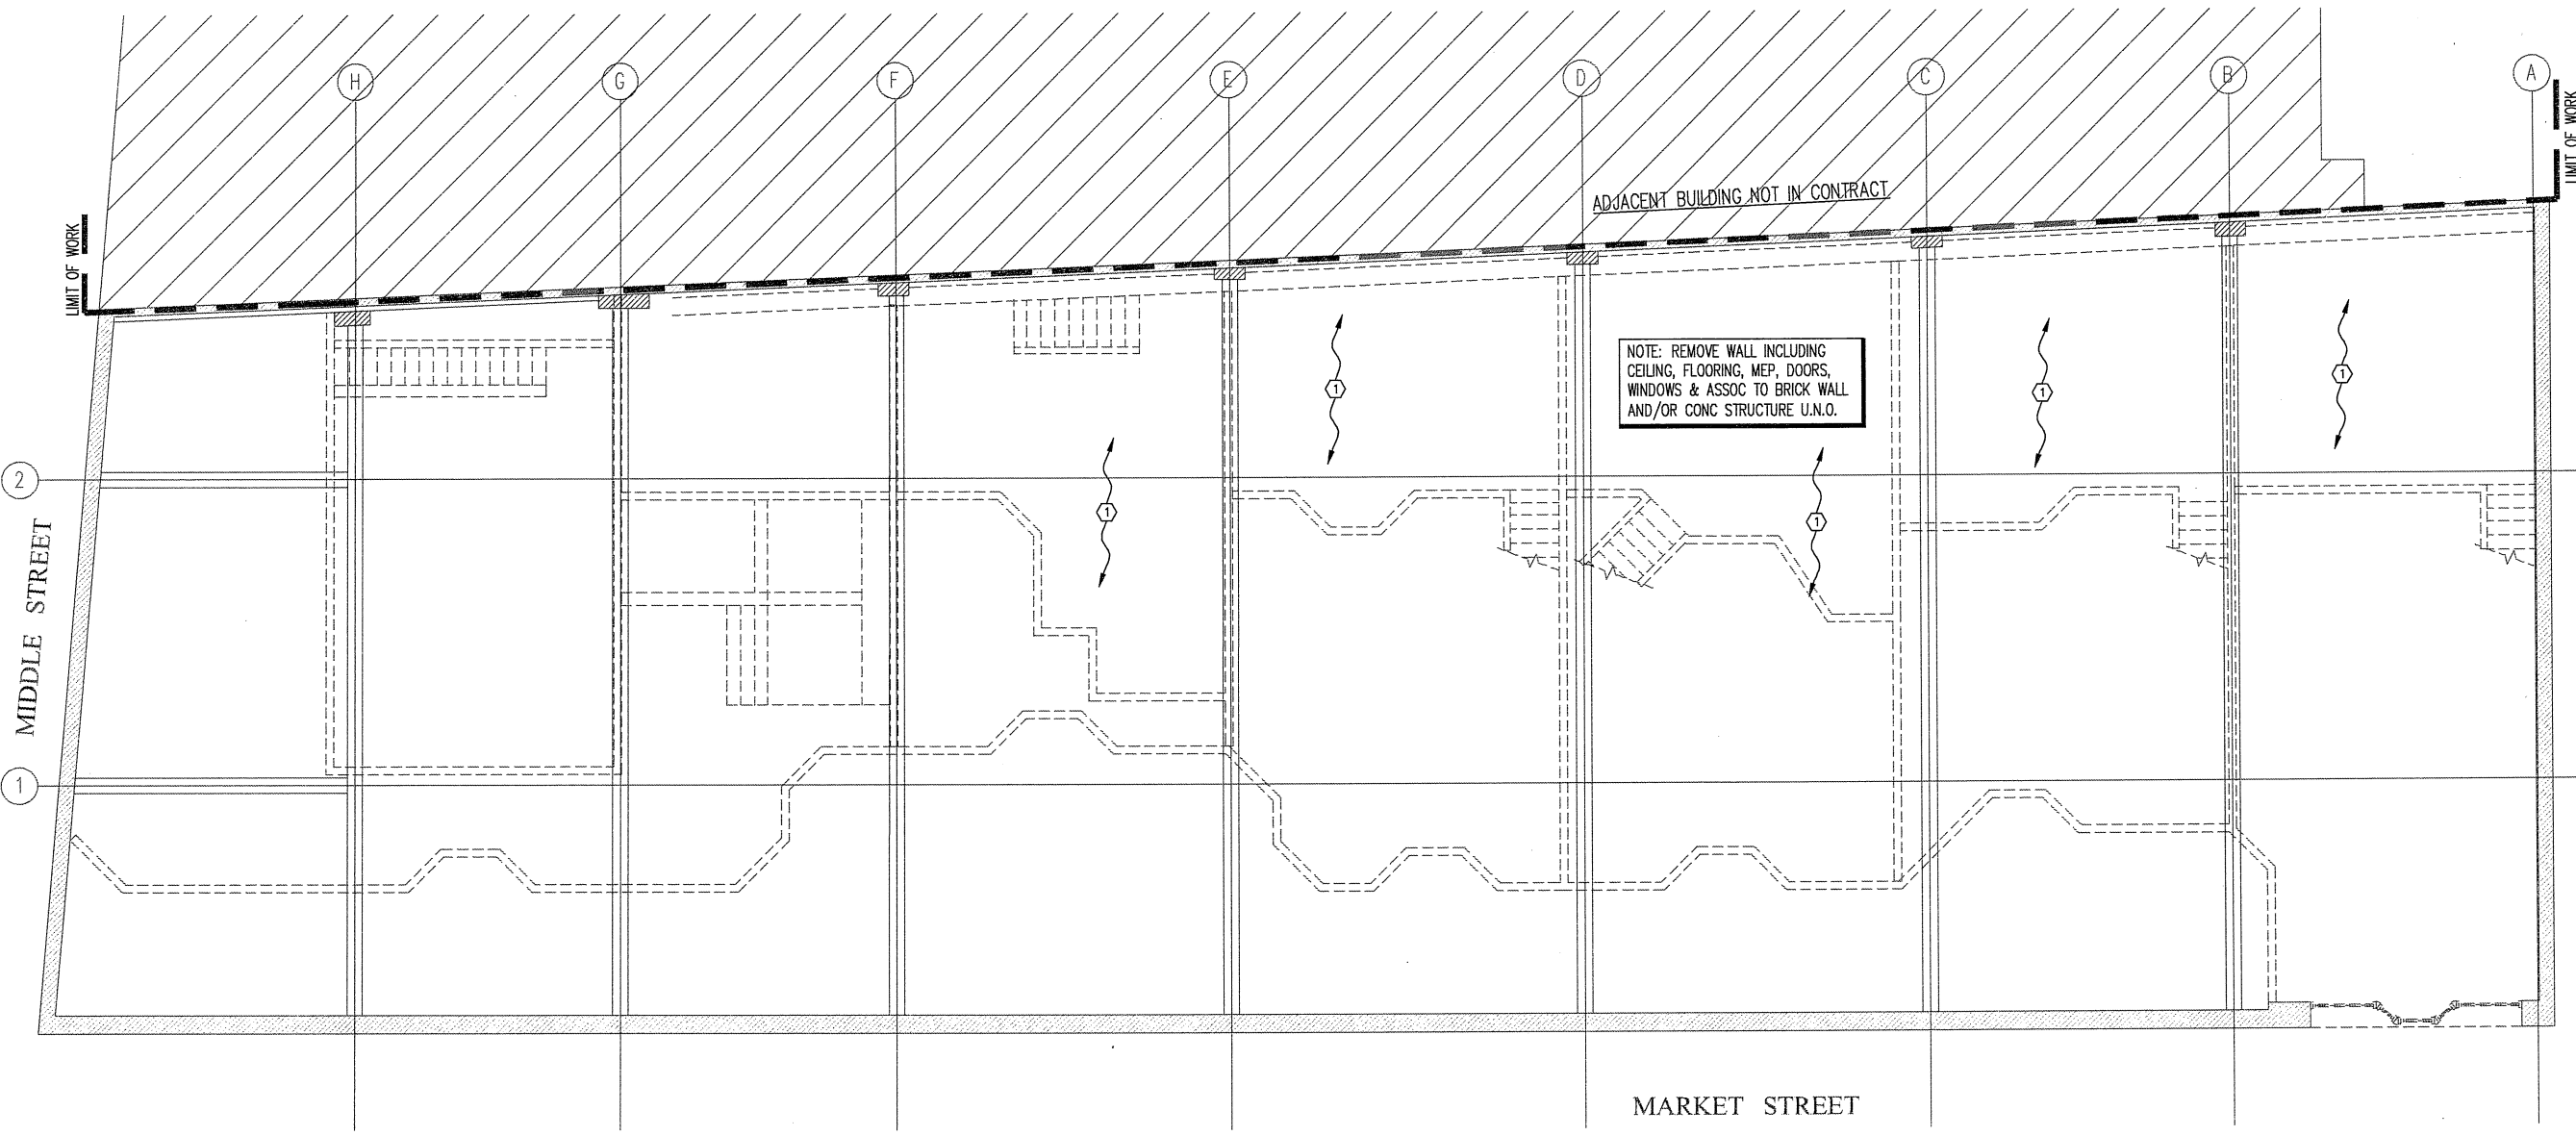 H
G
F
E
D
C
B
A
LIMIT OF WORK
LIMIT OF WORK
ADJACENT BUILDING NOT IN CONTRACT
NOTE: REMOVE WALL INCLUDING
CEILING, FLOORING, MEP, DOORS,
WINDOWS & ASSOC TO BRICK WALL
AND/OR CONC STRUCTURE U.N.O.
1
1
1
1
1
2
MIDDLE STREET
1
MARKET STREET